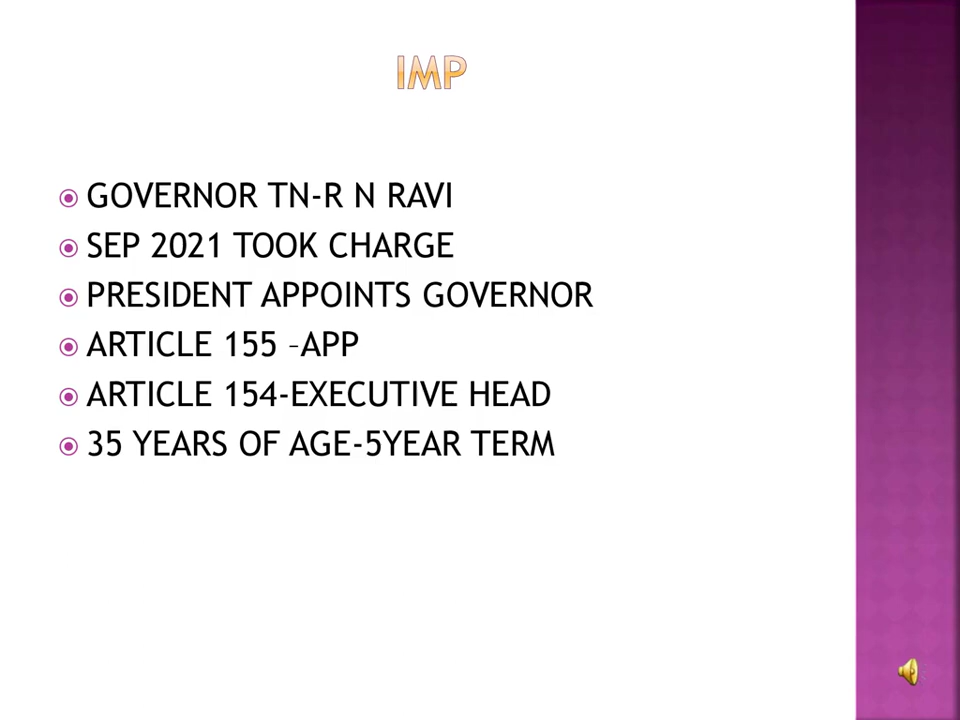 IMP
GOVERNOR TN-R N RAVI
SEP 2021 TOOK CHARGE
PRESIDENT APPOINTS GOVERNOR
ARTICLE 155 –APP
ARTICLE 154-EXECUTIVE HEAD
35 YEARS OF AGE-5YEAR TERM